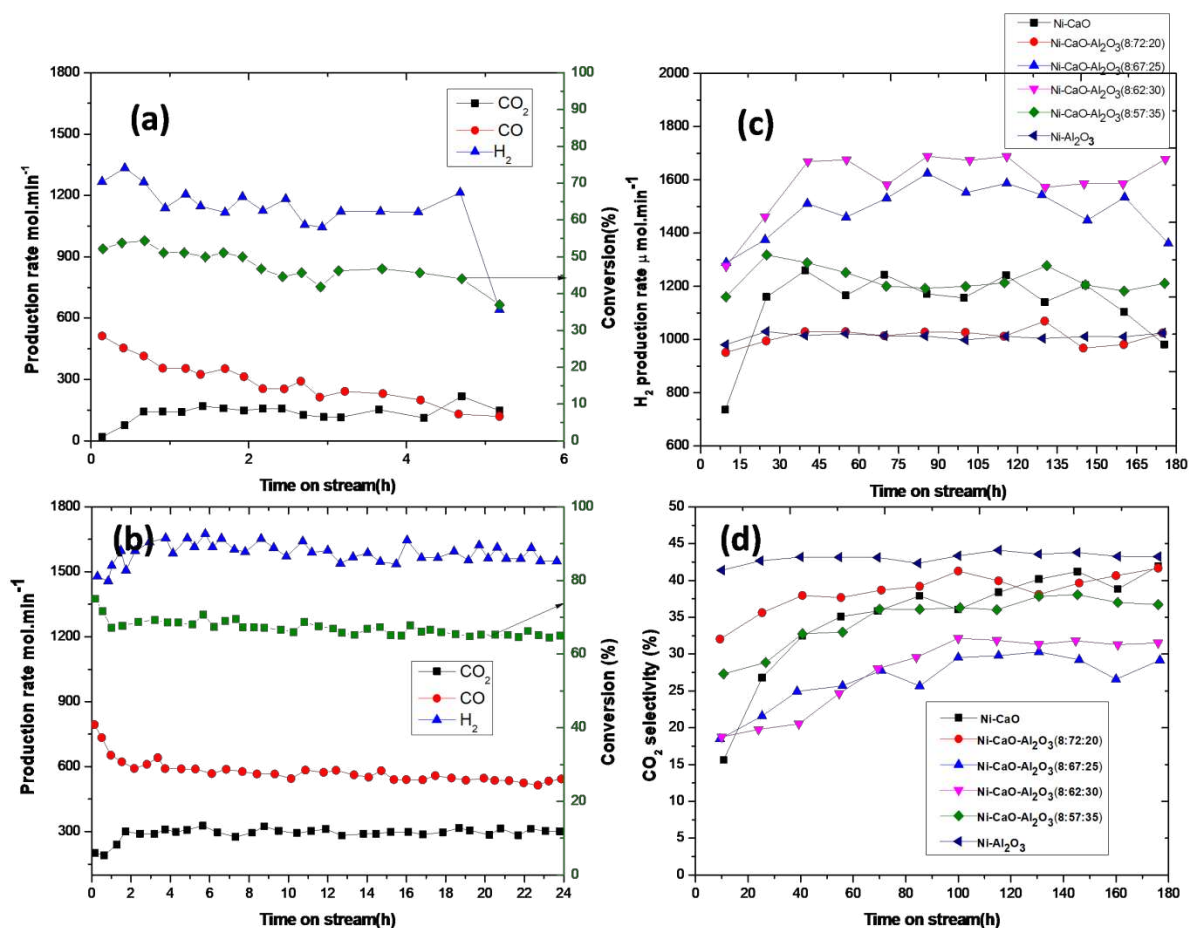 (a)
1800
1500
1200
900
600
300
0
100
90
80
70
60
50
40
30
20
10
0
0 2 4 6
Production rate mol.min⁻¹
Conversion(%)
Time on stream(h)
CO₂
CO
H₂
(c)
Ni-CaO
Ni-CaO-Al₂O₃(8:72:20)
Ni-CaO-Al₂O₃(8:67:25)
Ni-CaO-Al₂O₃(8:62:30)
Ni-CaO-Al₂O₃(8:57:35)
Ni-Al₂O₃
2000
1800
1600
1400
1200
1000
800
600
0 15 30 45 60 75 90 105 120 135 150 165 180
H₂ production rate μ mol.min⁻¹
Time on stream(h)
(b)
1800
1500
1200
900
600
300
100
80
60
40
20
0
0 2 4 6 8 10 12 14 16 18 20 22 24
Production rate mol.min⁻¹
Conversion (%)
Time on stream(h)
CO₂
CO
H₂
(d)
50
45
40
35
30
25
20
15
10
5
0
0 20 40 60 80 100 120 140 160 180
CO₂ selectivity (%)
Time on stream(h)
Ni-CaO
Ni-CaO-Al₂O₃(8:72:20)
Ni-CaO-Al₂O₃(8:67:25)
Ni-CaO-Al₂O₃(8:62:30)
Ni-CaO-Al₂O₃(8:57:35)
Ni-Al₂O₃